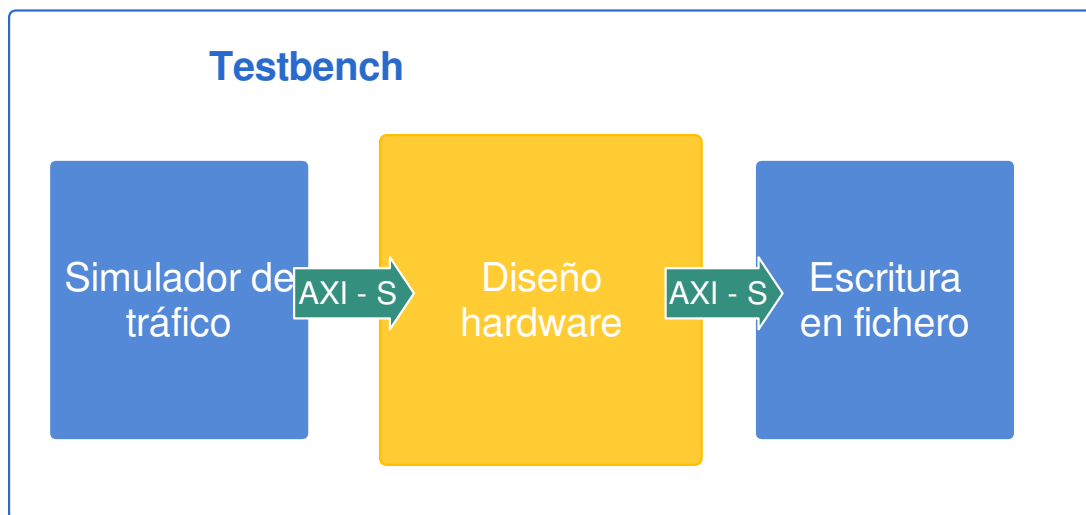 Testbench
Simulador de
tráfico
AXI - S
Diseño
hardware
AXI - S
Escritura
en fichero